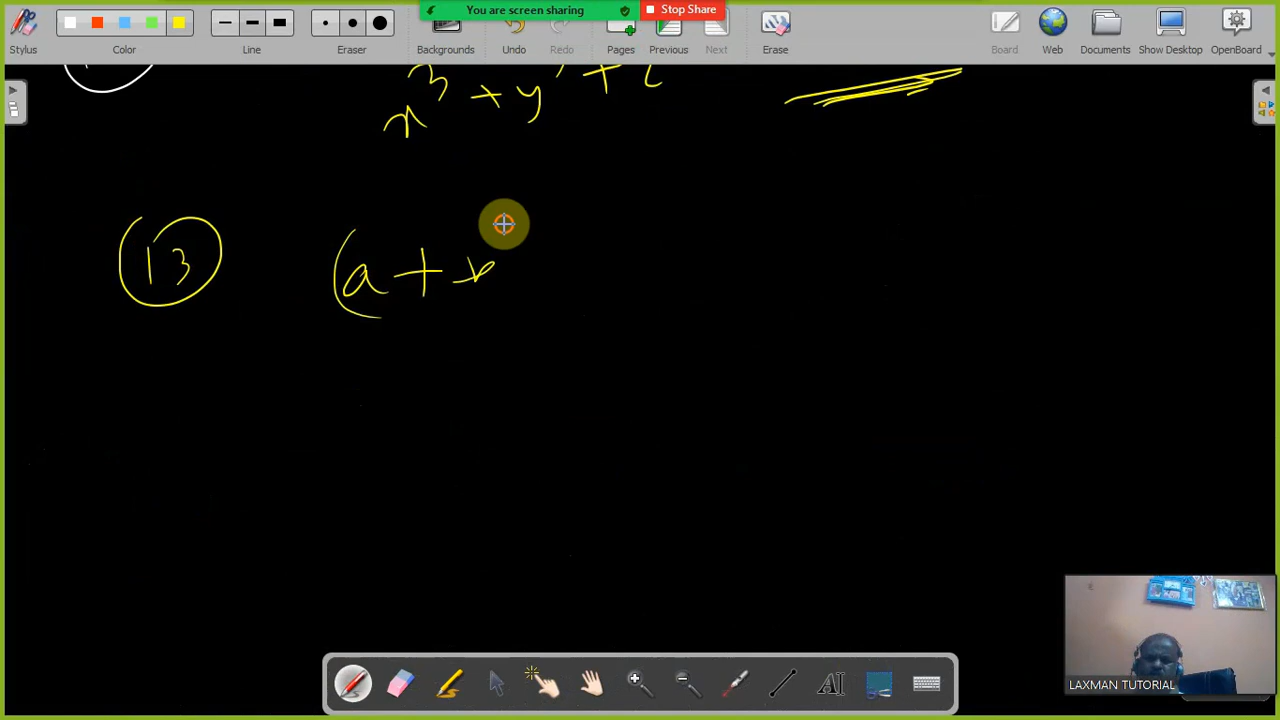 You are screen sharing Stop Share
Stylus Color Line Eraser Backgrounds Undo Redo Pages Previous Next Erase Board Web Documents Show Desktop OpenBoard
x³ + y
13 (a +
LAXMAN TUTORIAL